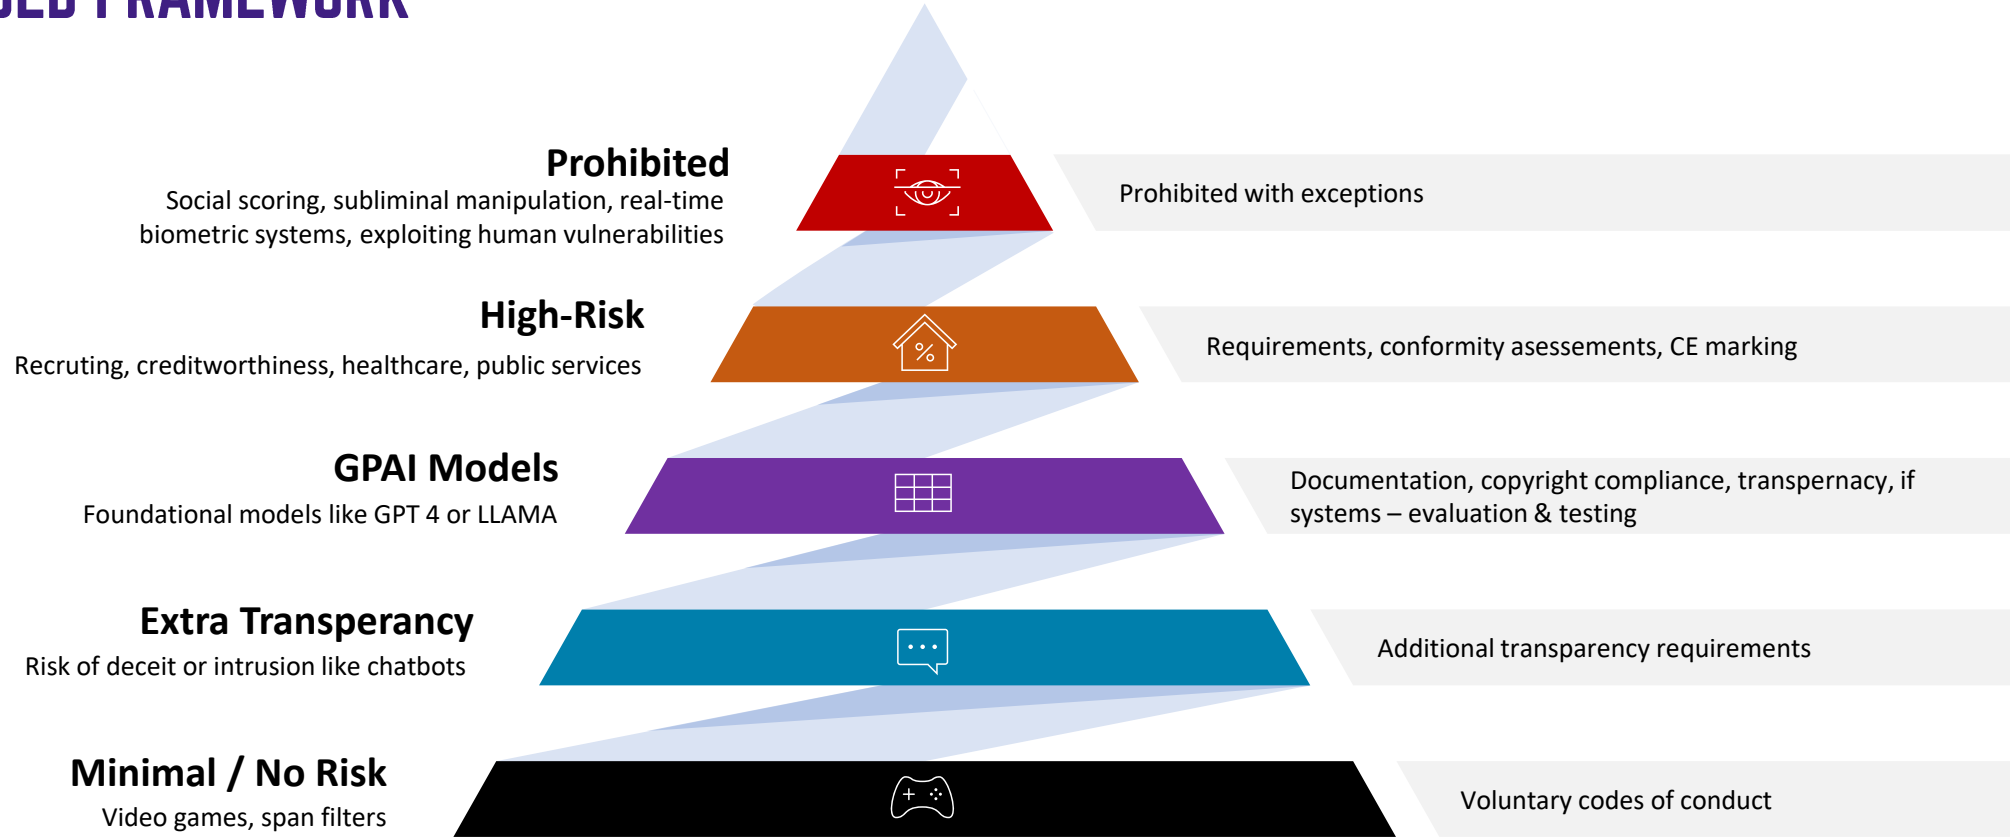 FRAMEWORK
Prohibited
Social scoring, subliminal manipulation, real-time
biometric systems, exploiting human vulnerabilities
Prohibited with exceptions
High-Risk
Recruting, creditworthiness, healthcare, public services
Requirements, conformity asessements, CE marking
GPAI Models
Foundational models like GPT 4 or LLAMA
Documentation, copyright compliance, transpernacy, if
systems – evaluation & testing
Extra Transperancy
Risk of deceit or intrusion like chatbots
Additional transparency requirements
Minimal / No Risk
Video games, span filters
Voluntary codes of conduct